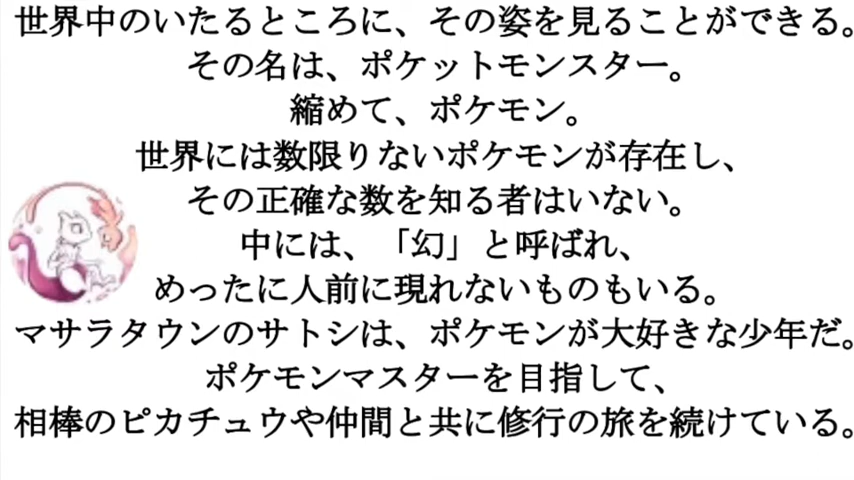 世界中のいたるところに、その姿を見ることができる。
その名は、ポケットモンスター。
縮めて、ポケモン。
世界には数限りないポケモンが存在し、
その正確な数を知る者はいない。
中には、「幻」と呼ばれ、
めったに人前に現れないものもいる。
マサラタウンのサトシは、ポケモンが大好きな少年だ。
ポケモンマスターを目指して、
相棒のピカチュウや仲間と共に修行の旅を続けている。